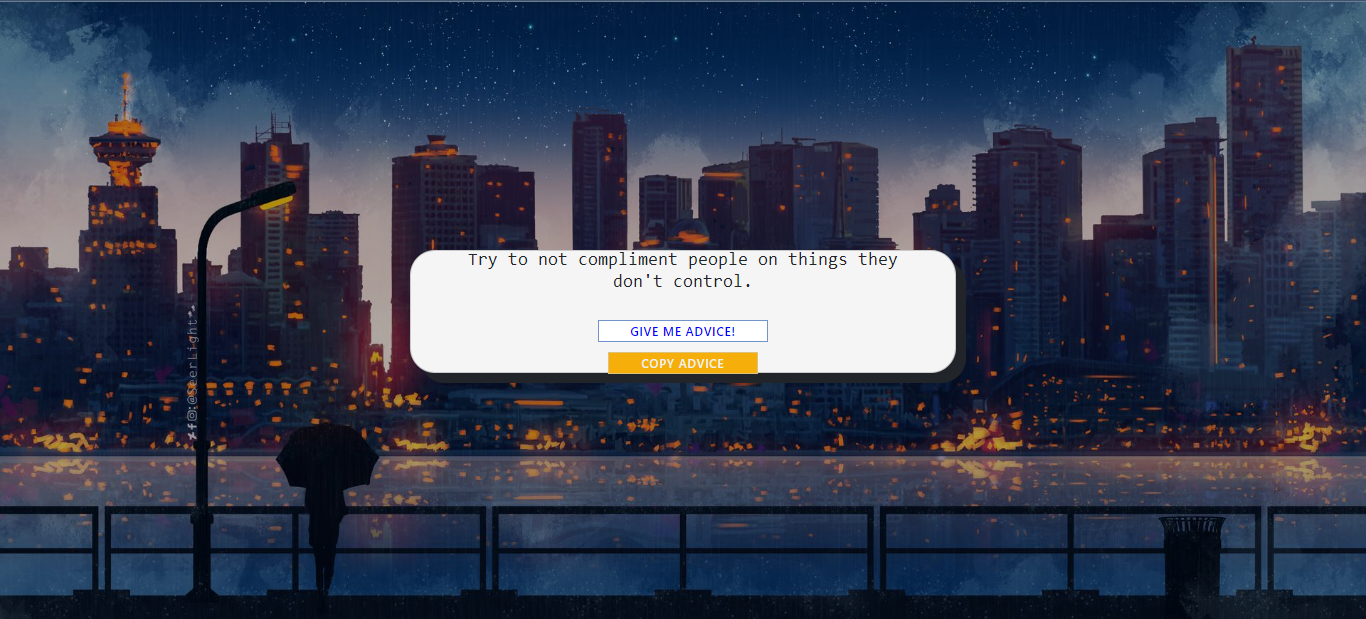 Try to not compliment people on things they
don't control.
GIVE ME ADVICE!
COPY ADVICE
@SeerLight